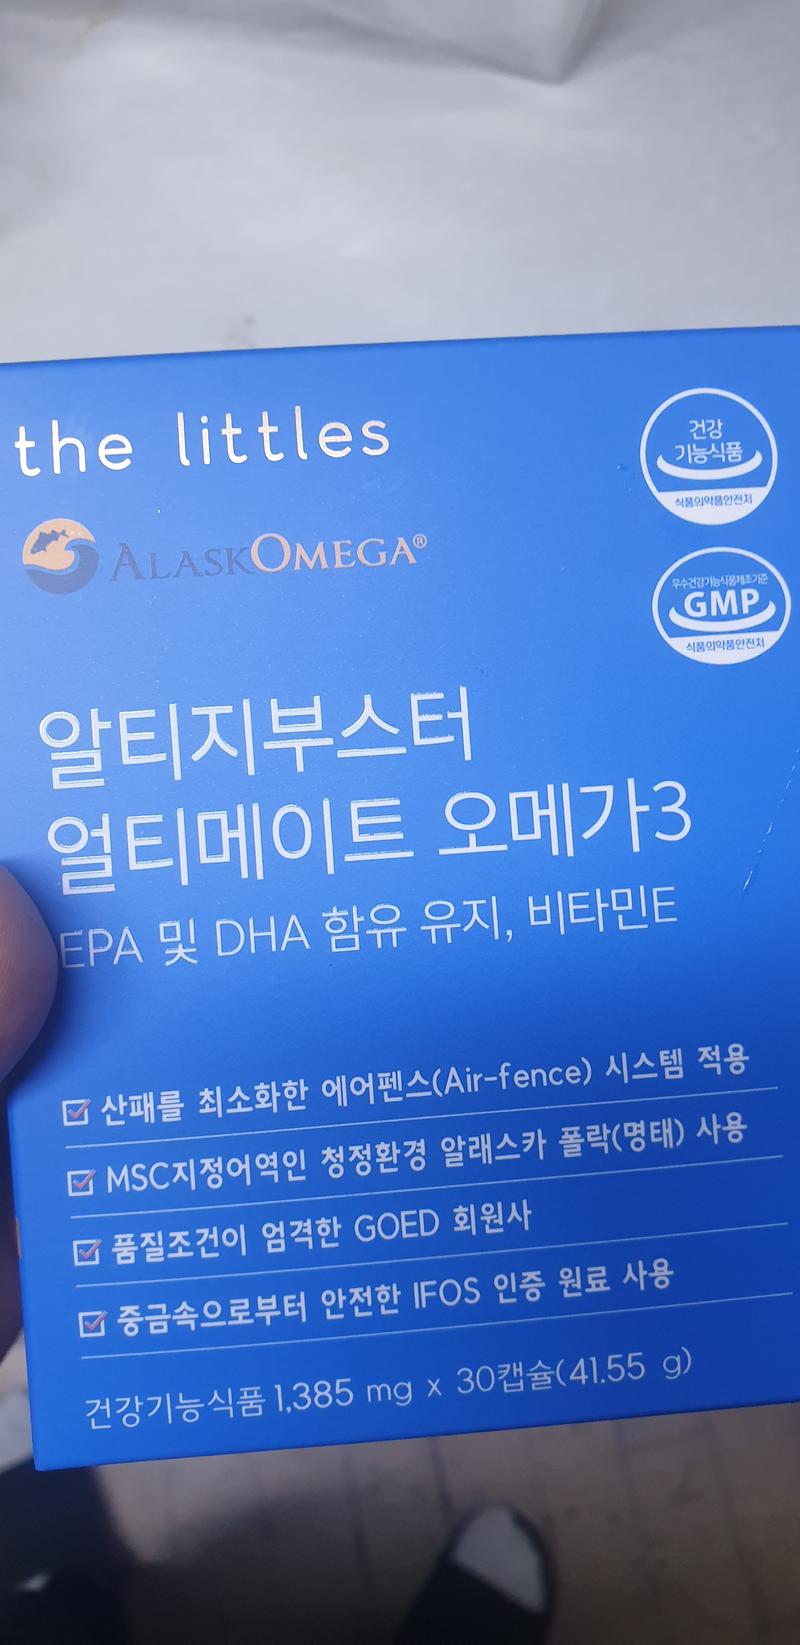 the littles
ALASKOMEGA®
건강
기능식품
식품의약품안전처
우수건강기능식품제조기준
GMP
식품의약품안전처
알티지부스터
얼티메이트 오메가3
EPA 및 DHA 함유 유지, 비타민E
산패를 최소화한 에어펜스(Air-fence) 시스템 적용
MSC지정어역인 청정환경 알래스카 폴락(명태) 사용
품질조건이 엄격한 GOED 회원사
중금속으로부터 안전한 IFOS 인증 원료 사용
건강기능식품 1,385 mg x 30캡슐(41.55 g)